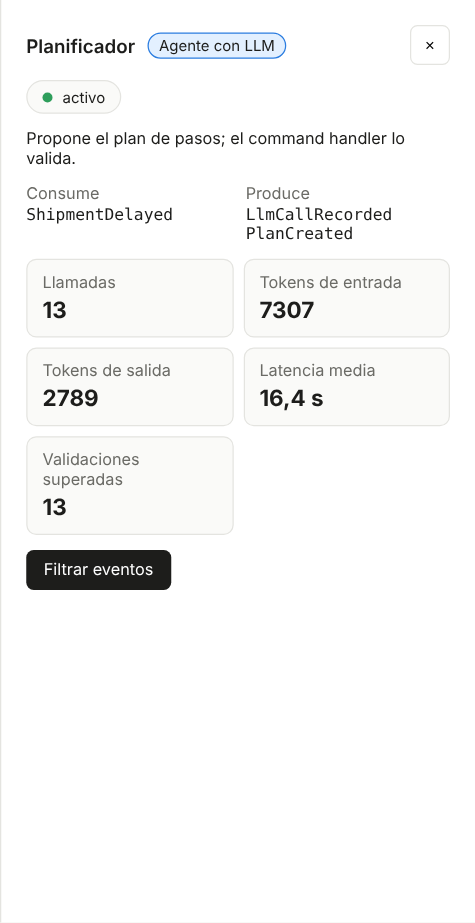 Planificador
Agente con LLM
×
activo
Propone el plan de pasos; el command handler lo
valida.
Consume
ShipmentDelayed
Produce
LlmCallRecorded
PlanCreated
Llamadas
13
Tokens de entrada
7307
Tokens de salida
2789
Latencia media
16,4 s
Validaciones
superadas
13
Filtrar eventos